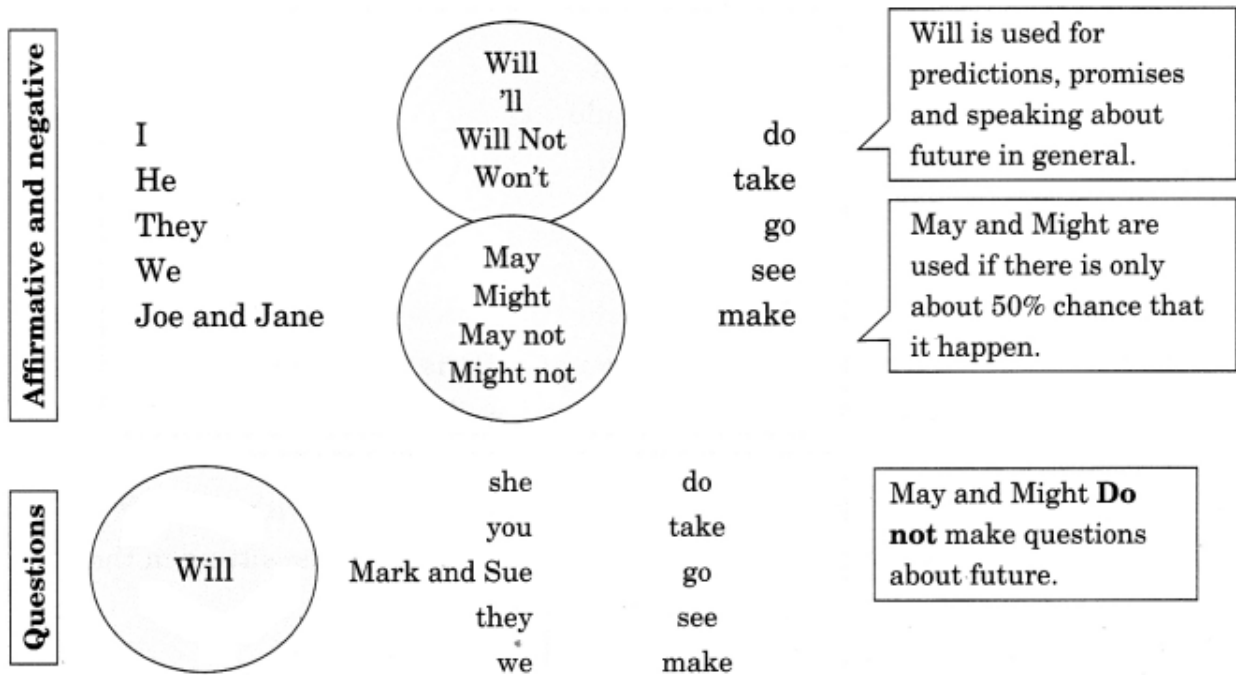 Affirmative and negative
I
He
They
We
Joe and Jane
Will
'll
Will Not
Won't
May
Might
May not
Might not
do
take
go
see
make
Will is used for
predictions, promises
and speaking about
future in general.
May and Might are
used if there is only
about 50% chance that
it happen.
Questions
Will
she
you
Mark and Sue
they
we
do
take
go
see
make
May and Might Do
not make questions
about future.